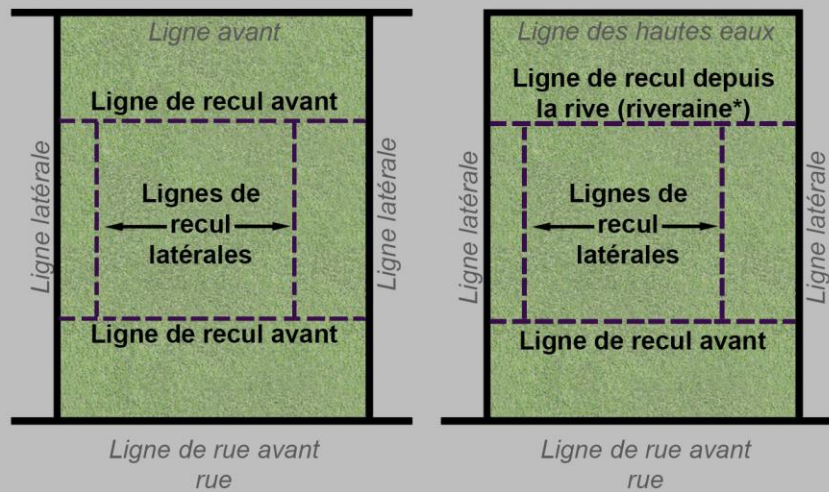 Ligne avant
Ligne de recul avant
Ligne latérale
Lignes de
recul
latérales
Ligne latérale
Ligne de recul avant
Ligne de rue avant
rue
Ligne des hautes eaux
Ligne de recul depuis
la rive (riveraine*)
Ligne latérale
Lignes de
recul
latérales
Ligne latérale
Ligne de recul avant
Ligne de rue avant
rue